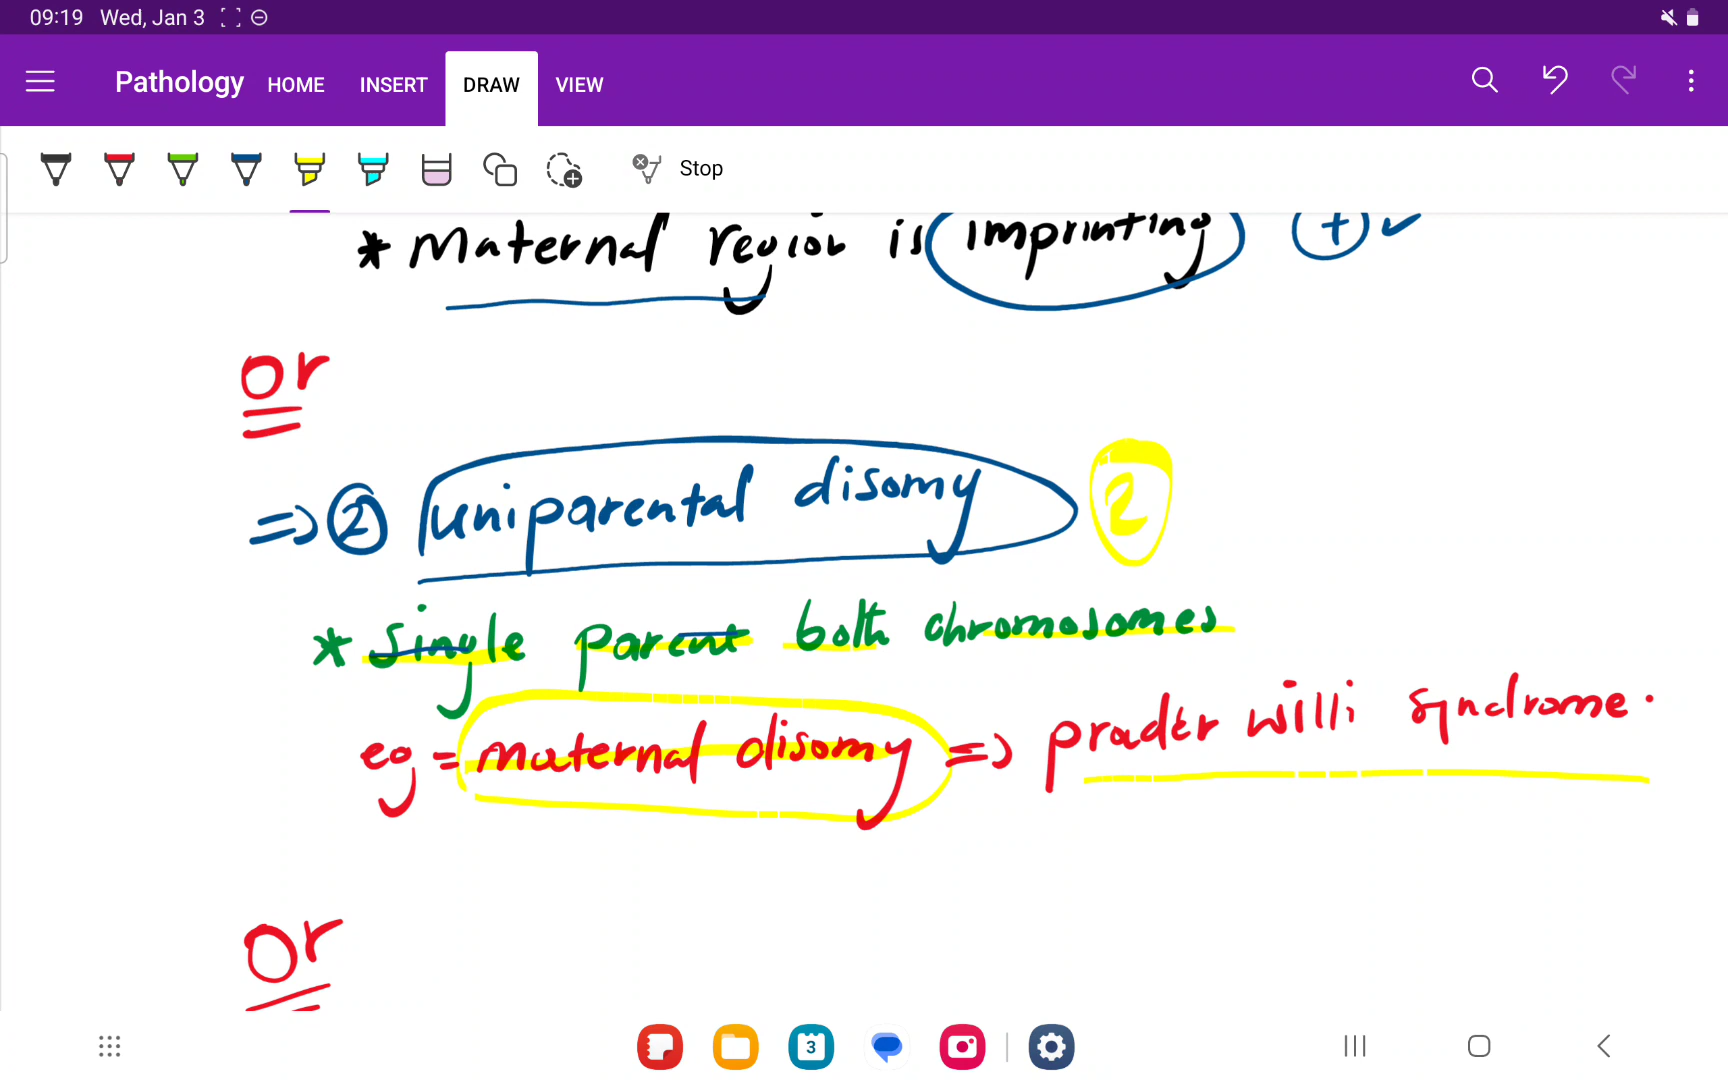 09:19 Wed, Jan 3
Pathology HOME INSERT DRAW VIEW
Stop
* Maternal region is imprinting +
or
=> 2 uniparental disomy 2
* Single parent both chromosomes
eg = maternal disomy => prader willi syndrome.
or
3